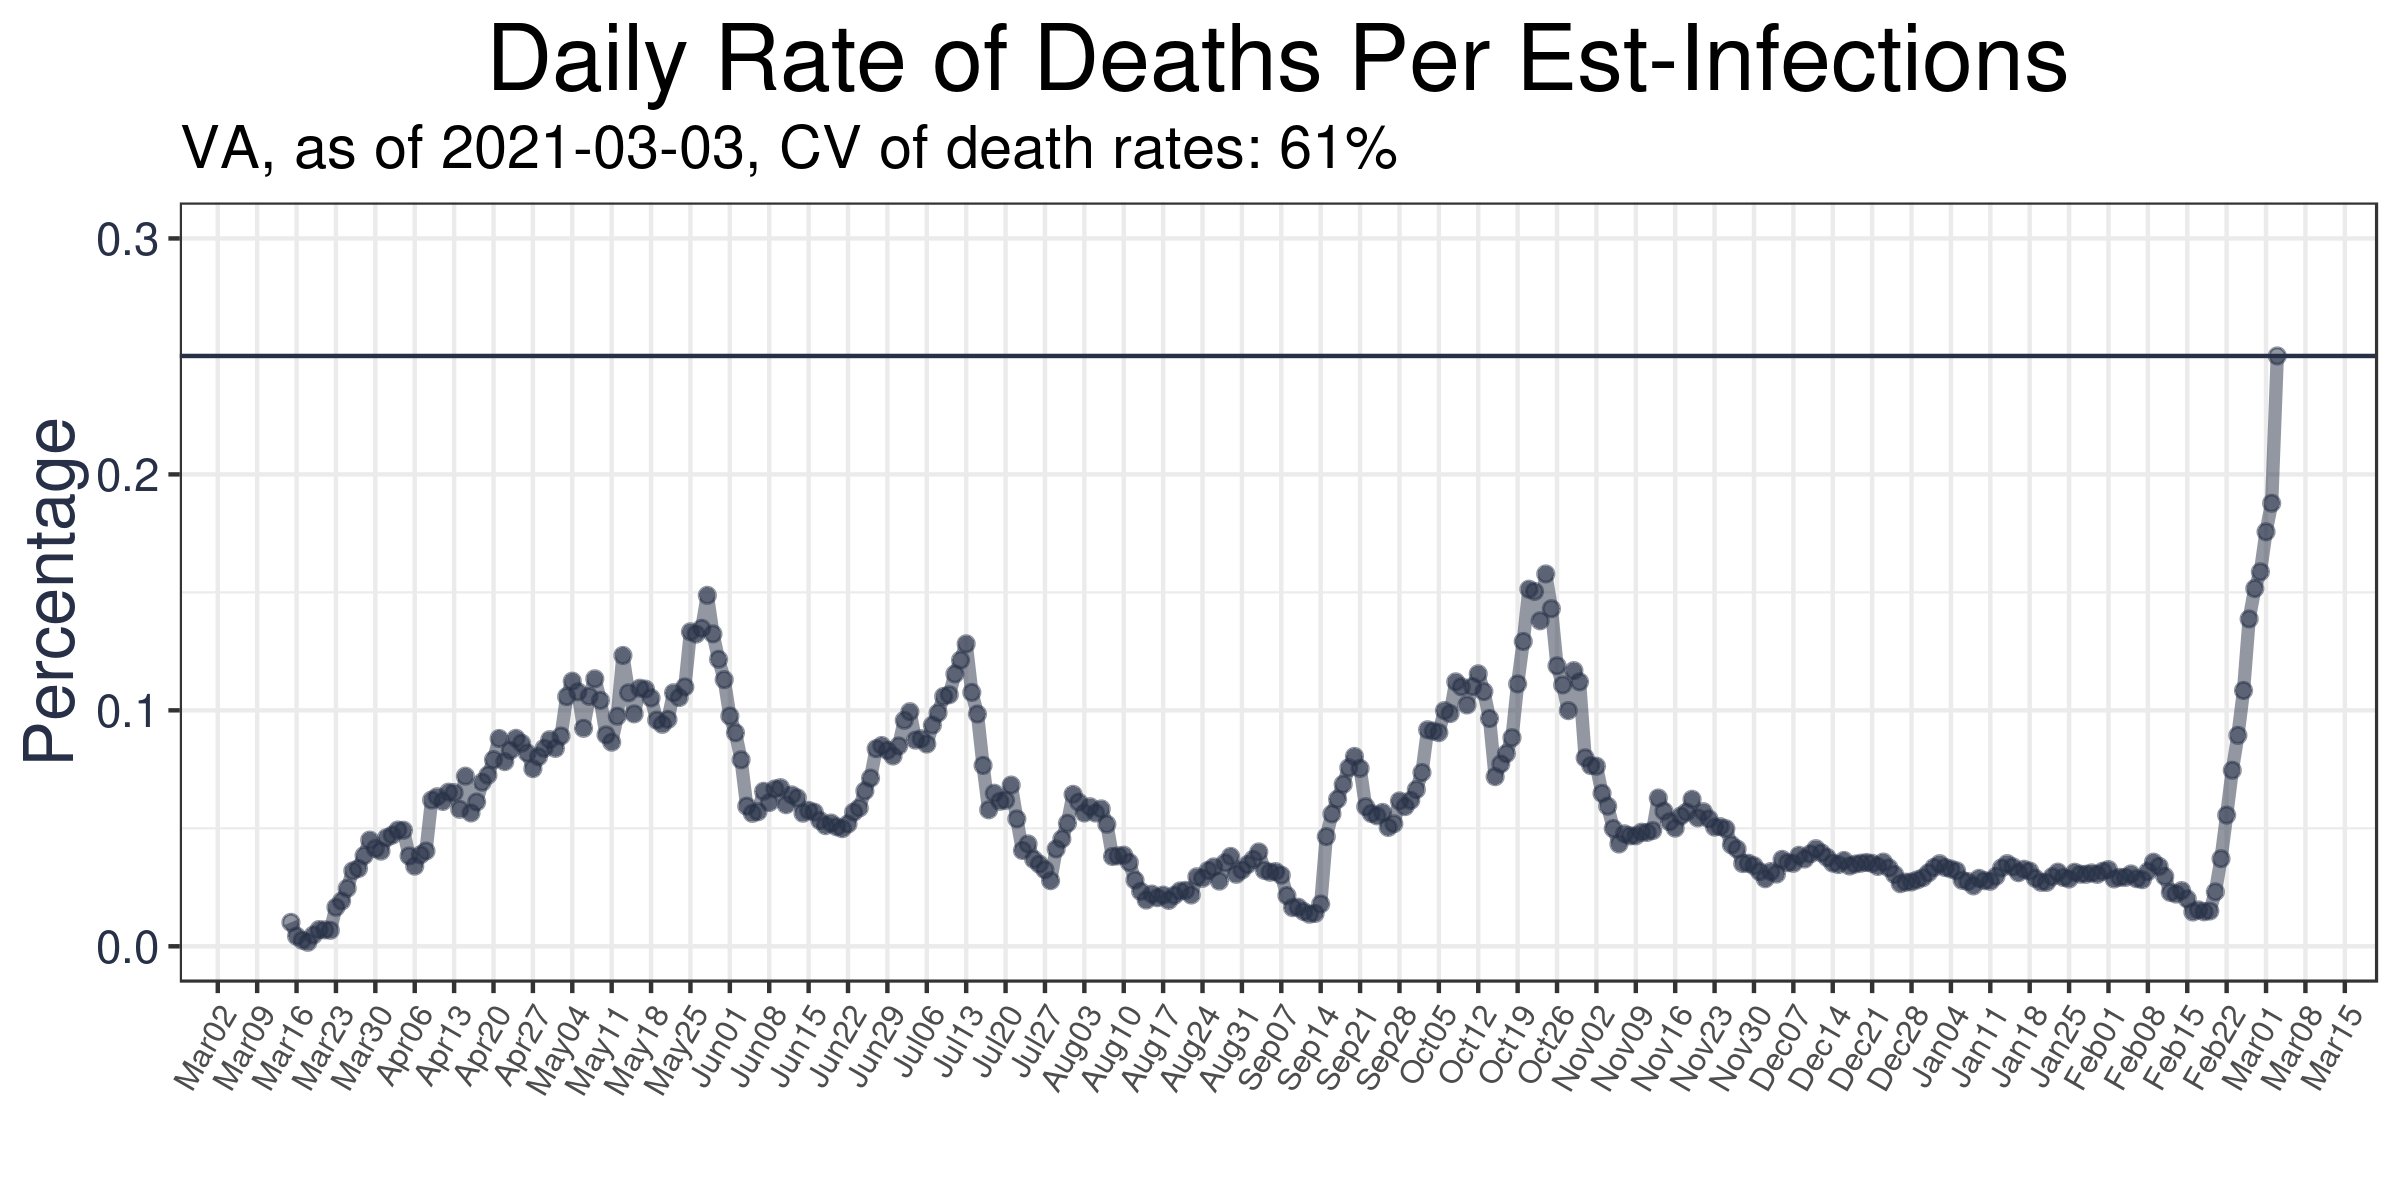 Daily Rate of Deaths Per Est-Infections
VA, as of 2021-03-03, CV of death rates: 61%
Percentage
0.3
0.2
0.1
0.0
Mar02
Mar09
Mar16
Mar23
Mar30
Apr06
Apr13
Apr20
Apr27
May04
May11
May18
May25
Jun01
Jun08
Jun15
Jun22
Jun29
Jul06
Jul13
Jul20
Jul27
Aug03
Aug10
Aug17
Aug24
Aug31
Sep07
Sep14
Sep21
Sep28
Oct05
Oct12
Oct19
Oct26
Nov02
Nov09
Nov16
Nov23
Nov30
Dec07
Dec14
Dec21
Dec28
Jan04
Jan11
Jan18
Jan25
Feb01
Feb08
Feb15
Feb22
Mar01
Mar08
Mar15